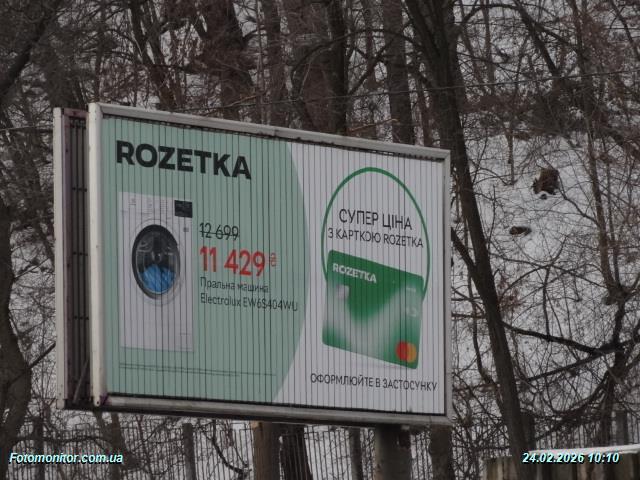 ROZETKA
12 699
11 429 ₴
Пральна машина
Electrolux EW6S404WU
СУПЕР ЦІНА
З КАРТКОЮ ROZETKA
ROZETKA
ОФОРМЛЮЙТЕ В ЗАСТОСУНКУ
Fotomonitor.com.ua
24.02.2026 10:10